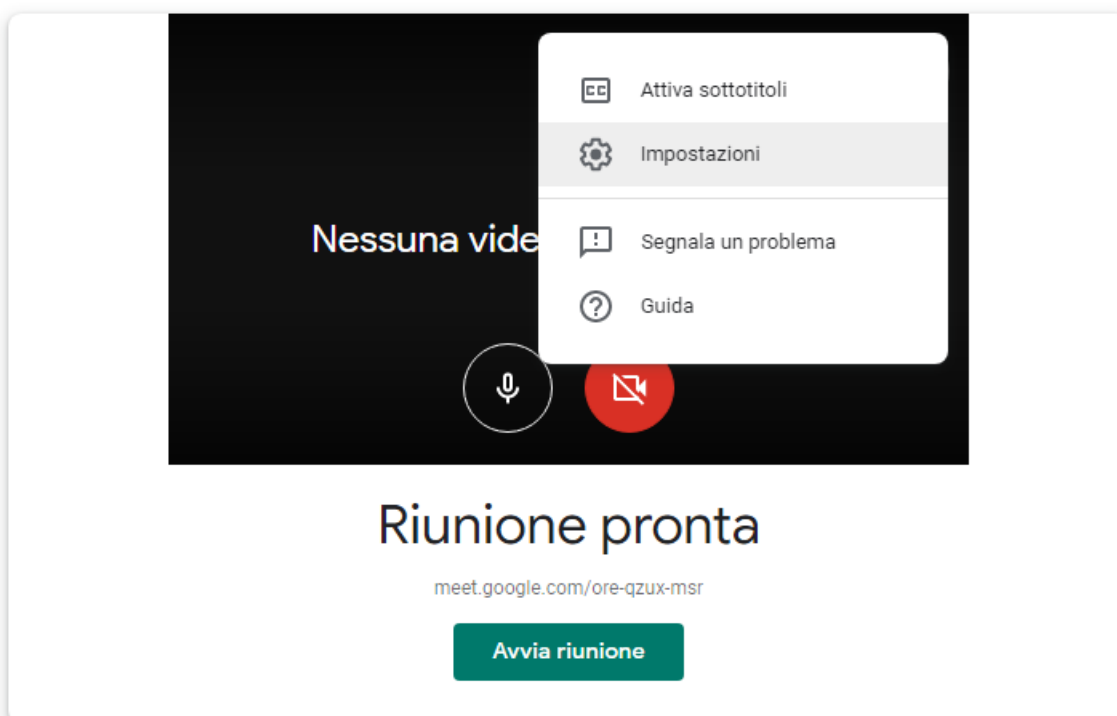 Attiva sottotitoli
Impostazioni
Nessuna vide
Segnala un problema
Guida
Riunione pronta
meet.google.com/ore-qzux-msr
Avvia riunione